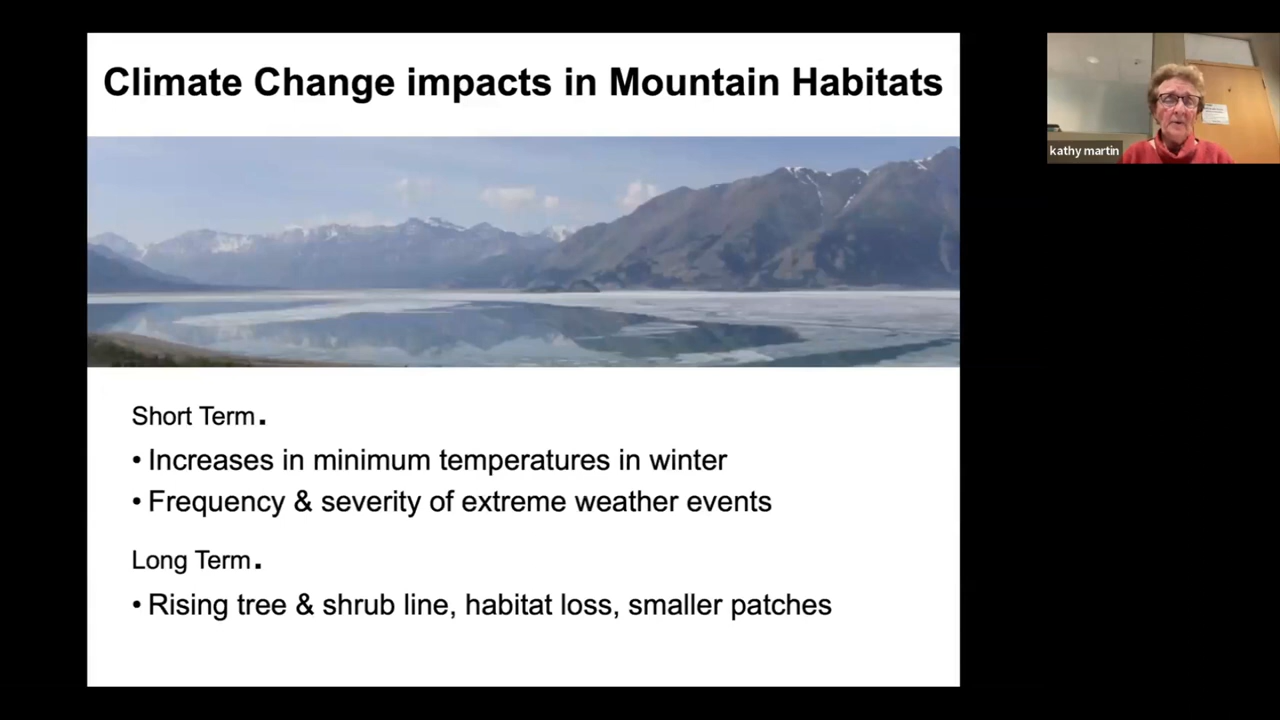 Climate Change impacts in Mountain Habitats
kathy martin
Short Term.
• Increases in minimum temperatures in winter
• Frequency & severity of extreme weather events
Long Term.
• Rising tree & shrub line, habitat loss, smaller patches